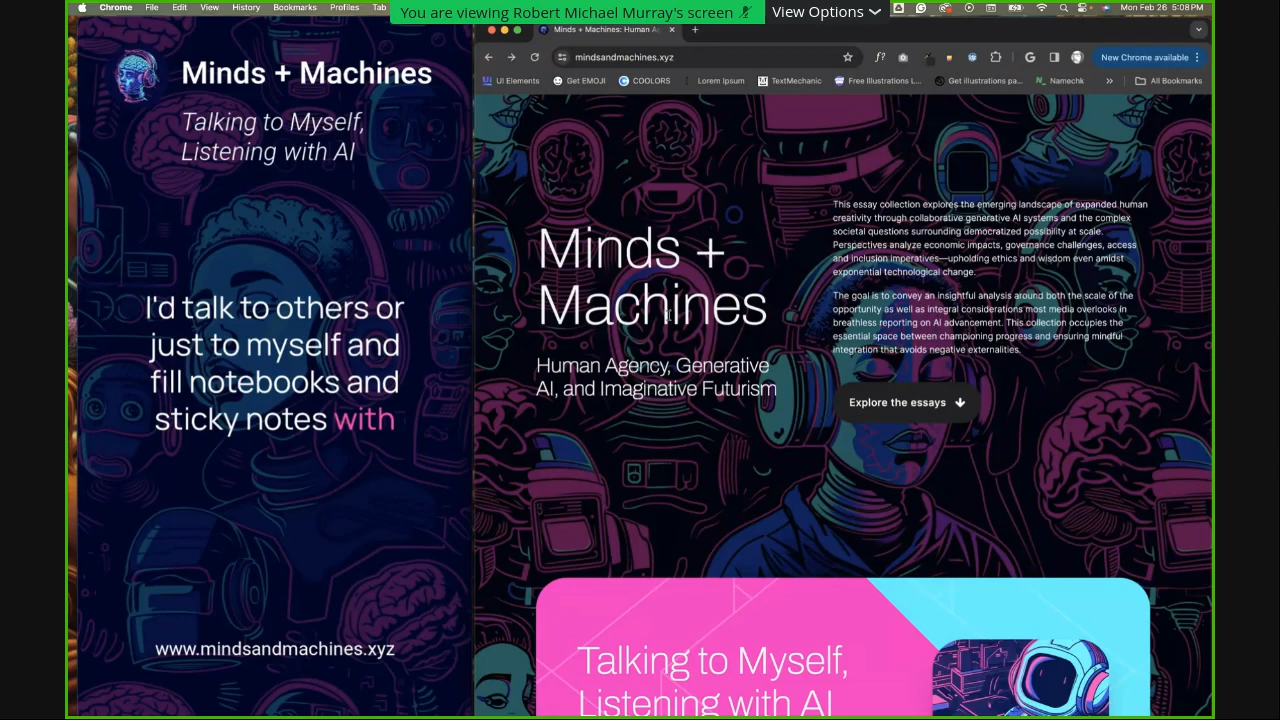 You are viewing Robert Michael Murray's screen
View Options
Chrome File Edit View History Bookmarks Profiles Tab
Mon Feb 26 5:08 PM
Minds + Machines
Talking to Myself,
Listening with AI
I'd talk to others or
just to myself and
fill notebooks and
sticky notes with
www.mindsandmachines.xyz
Minds + Machines: Human A
mindsandmachines.xyz
New Chrome available
UI Elements Get EMOJI COOLORS Lorem Ipsum TextMechanic Free Illustrations L... Get illustrations pa... Namechk » All Bookmarks
Minds +
Machines
Human Agency, Generative
AI, and Imaginative Futurism
This essay collection explores the emerging landscape of expanded human
creativity through collaborative generative AI systems and the complex
societal questions surrounding democratized possibility at scale.
Perspectives analyze economic impacts, governance challenges, access
and inclusion imperatives—upholding ethics and wisdom even amidst
exponential technological change.
The goal is to convey an insightful analysis around both the scale of the
opportunity as well as integral considerations most media overlooks in
breathless reporting on AI advancement. This collection occupies the
essential space between championing progress and ensuring mindful
integration that avoids negative externalities.
Explore the essays
Talking to Myself,
Listening with AI